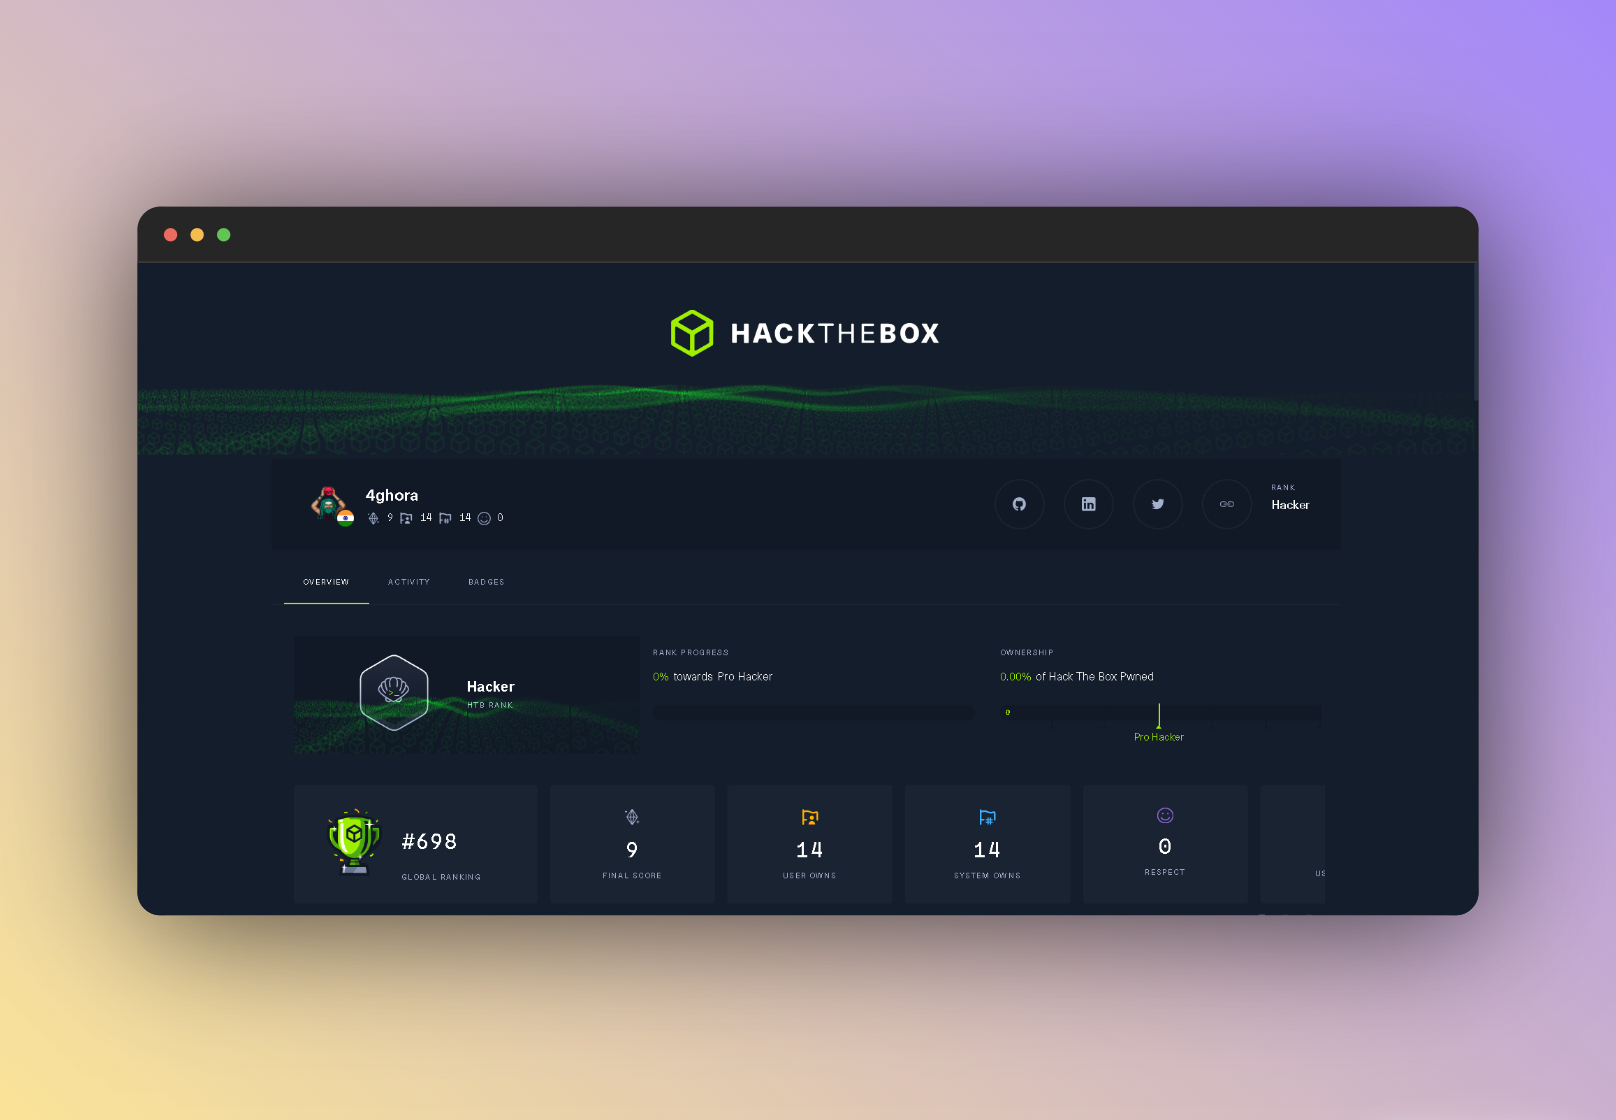 HACKTHEBOX
4ghora
9 14 14 0
RANK
Hacker
OVERVIEW ACTIVITY BADGES
Hacker
HTB RANK
RANK PROGRESS
0% towards Pro Hacker
OWNERSHIP
0.00% of Hack The Box Pwned
0
Pro Hacker
#698
GLOBAL RANKING
9
FINAL SCORE
14
USER OWNS
14
SYSTEM OWNS
0
RESPECT